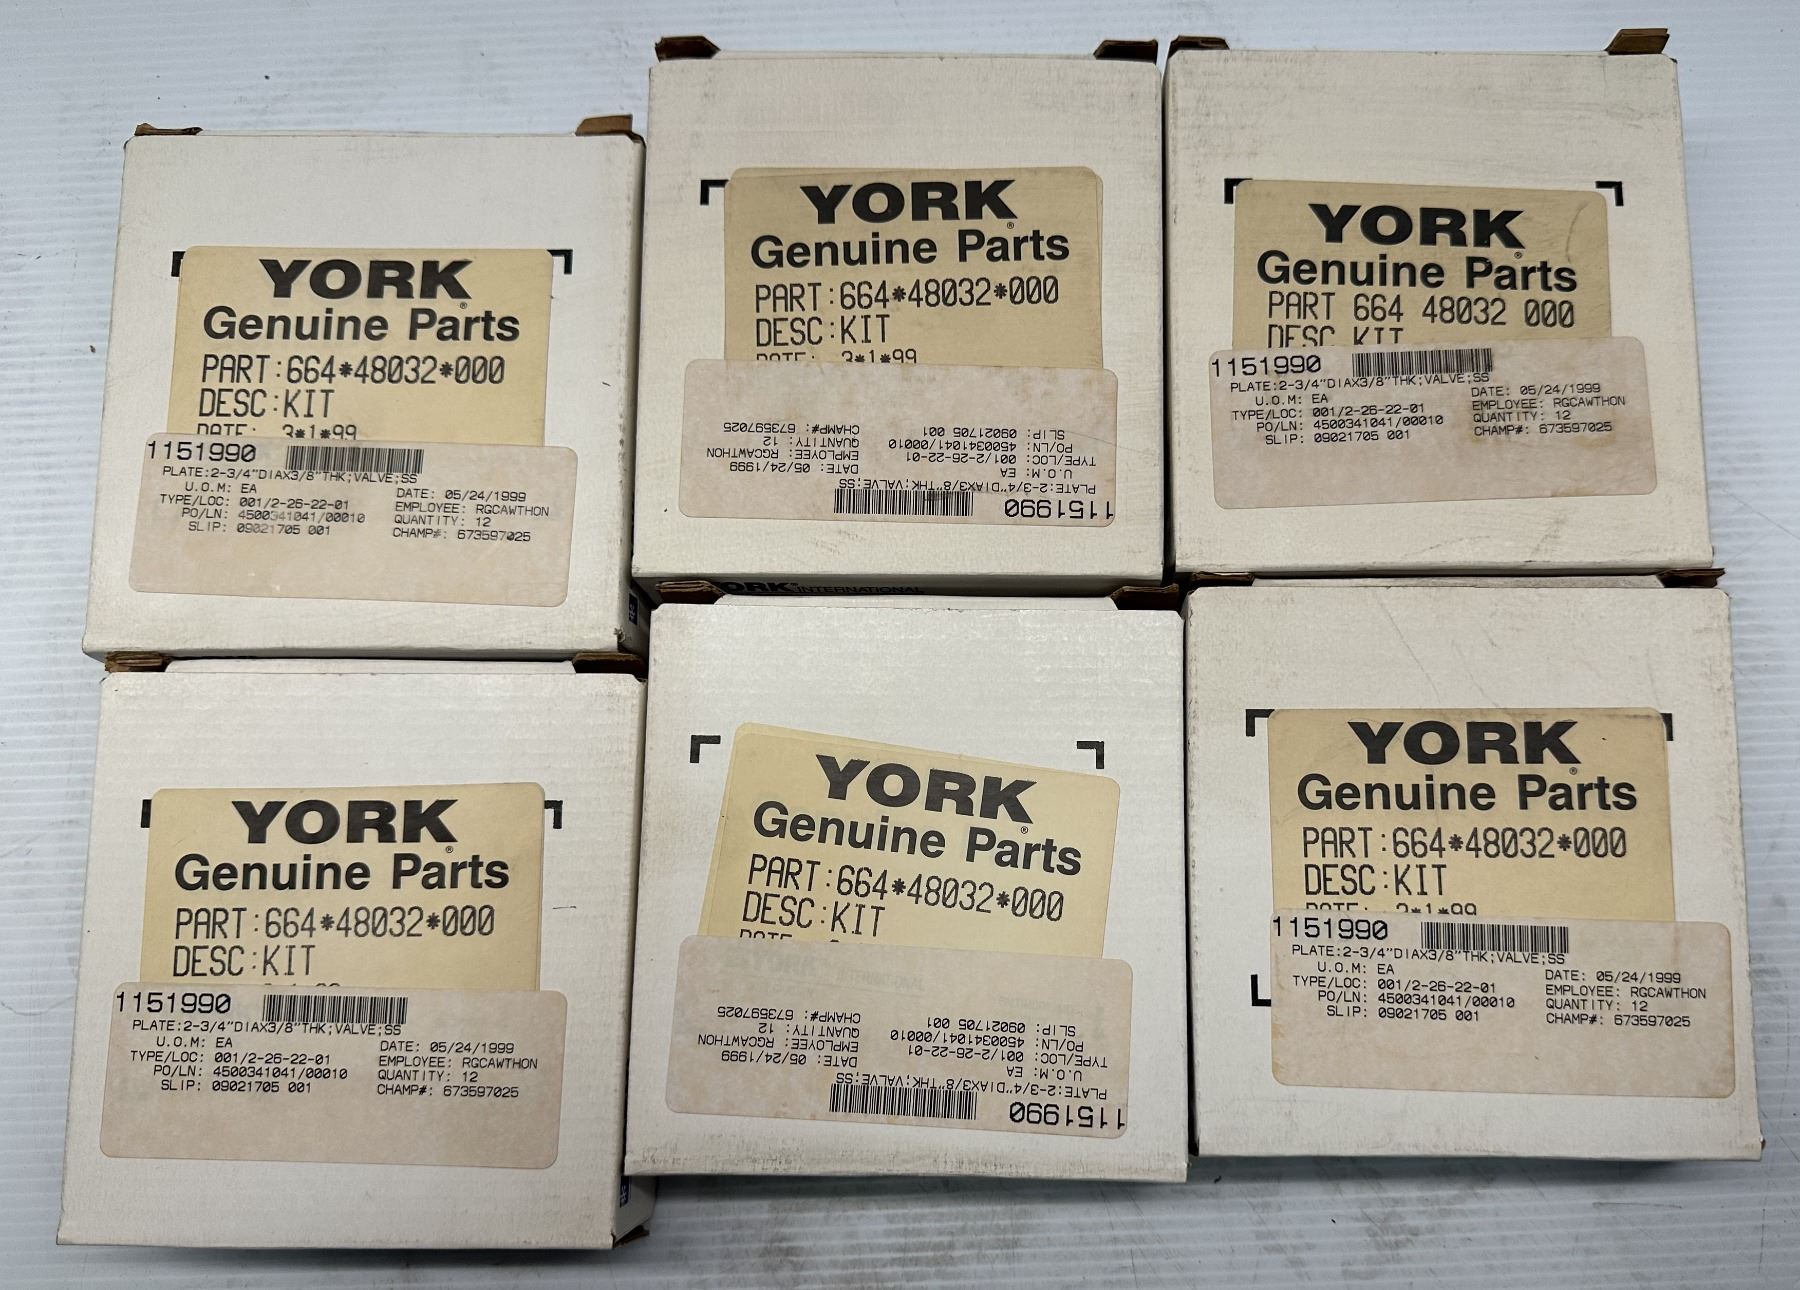 YORK®
Genuine Parts
PART:664*48032*000
DESC:KIT
DATE: 3*1*99
1151990
PLATE:2-3/4"DIAX3/8"THK;VALVE;SS
U.O.M: EA
TYPE/LOC: 001/2-26-22-01
PO/LN: 4500341041/00010
SLIP: 09021705 001
DATE: 05/24/1999
EMPLOYEE: RGCAWTHON
QUANTITY: 12
CHAMP#: 673597025
YORK®
Genuine Parts
PART:664*48032*000
DESC:KIT
DATE: 3*1*99
1151990
PLATE:2-3/4"DIAX3/8"THK;VALVE;SS
U.O.M: EA
TYPE/LOC: 001/2-26-22-01
PO/LN: 4500341041/00010
SLIP: 09021705 001
DATE: 05/24/1999
EMPLOYEE: RGCAWTHON
QUANTITY: 12
CHAMP#: 673597025
YORK® INTERNATIONAL
YORK®
Genuine Parts
PART 664 48032 000
DESC KIT
1151990
PLATE:2-3/4"DIAX3/8"THK;VALVE;SS
U.O.M: EA
TYPE/LOC: 001/2-26-22-01
PO/LN: 4500341041/00010
SLIP: 09021705 001
DATE: 05/24/1999
EMPLOYEE: RGCAWTHON
QUANTITY: 12
CHAMP#: 673597025
YORK®
Genuine Parts
PART:664*48032*000
DESC:KIT
1151990
PLATE:2-3/4"DIAX3/8"THK;VALVE;SS
U.O.M: EA
TYPE/LOC: 001/2-26-22-01
PO/LN: 4500341041/00010
SLIP: 09021705 001
DATE: 05/24/1999
EMPLOYEE: RGCAWTHON
QUANTITY: 12
CHAMP#: 673597025
YORK®
Genuine Parts
PART:664*48032*000
DESC:KIT
DATE:
1151990
PLATE:2-3/4"DIAX3/8"THK;VALVE;SS
U.O.M: EA
TYPE/LOC: 001/2-26-22-01
PO/LN: 4500341041/00010
SLIP: 09021705 001
DATE: 05/24/1999
EMPLOYEE: RGCAWTHON
QUANTITY: 12
CHAMP#: 673597025
YORK®
Genuine Parts
PART:664*48032*000
DESC:KIT
DATE: 3*1*99
1151990
PLATE:2-3/4"DIAX3/8"THK;VALVE;SS
U.O.M: EA
TYPE/LOC: 001/2-26-22-01
PO/LN: 4500341041/00010
SLIP: 09021705 001
DATE: 05/24/1999
EMPLOYEE: RGCAWTHON
QUANTITY: 12
CHAMP#: 673597025